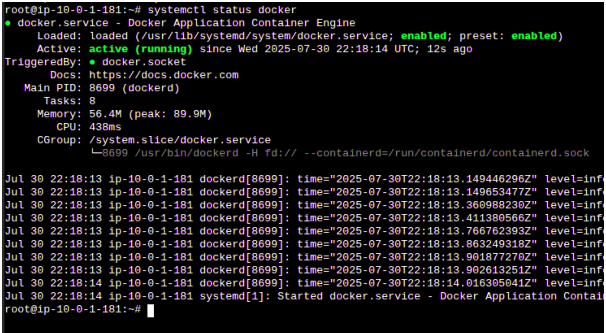 root@ip-10-0-1-181:~# systemctl status docker
● docker.service - Docker Application Container Engine
Loaded: loaded (/usr/lib/systemd/system/docker.service; enabled; preset: enabled)
Active: active (running) since Wed 2025-07-30 22:18:14 UTC; 12s ago
TriggeredBy: ● docker.socket
Docs: https://docs.docker.com
Main PID: 8699 (dockerd)
Tasks: 8
Memory: 56.4M (peak: 89.9M)
CPU: 438ms
CGroup: /system.slice/docker.service
└─8699 /usr/bin/dockerd -H fd:// --containerd=/run/containerd/containerd.sock
Jul 30 22:18:13 ip-10-0-1-181 dockerd[8699]: time="2025-07-30T22:18:13.149446296Z" level=info
Jul 30 22:18:13 ip-10-0-1-181 dockerd[8699]: time="2025-07-30T22:18:13.149653477Z" level=info
Jul 30 22:18:13 ip-10-0-1-181 dockerd[8699]: time="2025-07-30T22:18:13.360988230Z" level=info
Jul 30 22:18:13 ip-10-0-1-181 dockerd[8699]: time="2025-07-30T22:18:13.411380566Z" level=info
Jul 30 22:18:13 ip-10-0-1-181 dockerd[8699]: time="2025-07-30T22:18:13.766762393Z" level=info
Jul 30 22:18:13 ip-10-0-1-181 dockerd[8699]: time="2025-07-30T22:18:13.863249318Z" level=info
Jul 30 22:18:13 ip-10-0-1-181 dockerd[8699]: time="2025-07-30T22:18:13.901877270Z" level=info
Jul 30 22:18:13 ip-10-0-1-181 dockerd[8699]: time="2025-07-30T22:18:13.902613251Z" level=info
Jul 30 22:18:14 ip-10-0-1-181 dockerd[8699]: time="2025-07-30T22:18:14.016305041Z" level=info
Jul 30 22:18:14 ip-10-0-1-181 systemd[1]: Started docker.service - Docker Application Contai
root@ip-10-0-1-181:~#